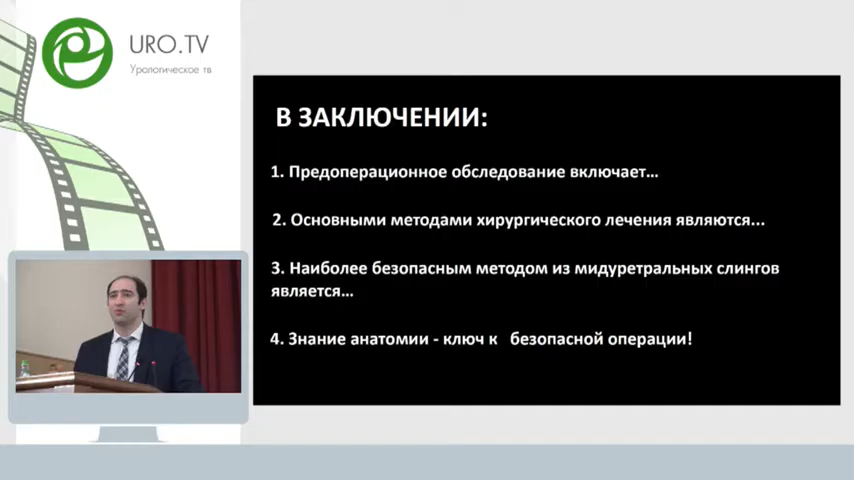 URO.TV
Урологическое тв
В ЗАКЛЮЧЕНИИ:
1. Предоперационное обследование включает...
2. Основными методами хирургического лечения являются...
3. Наиболее безопасным методом из мидуретральных слингов
является...
4. Знание анатомии - ключ к безопасной операции!